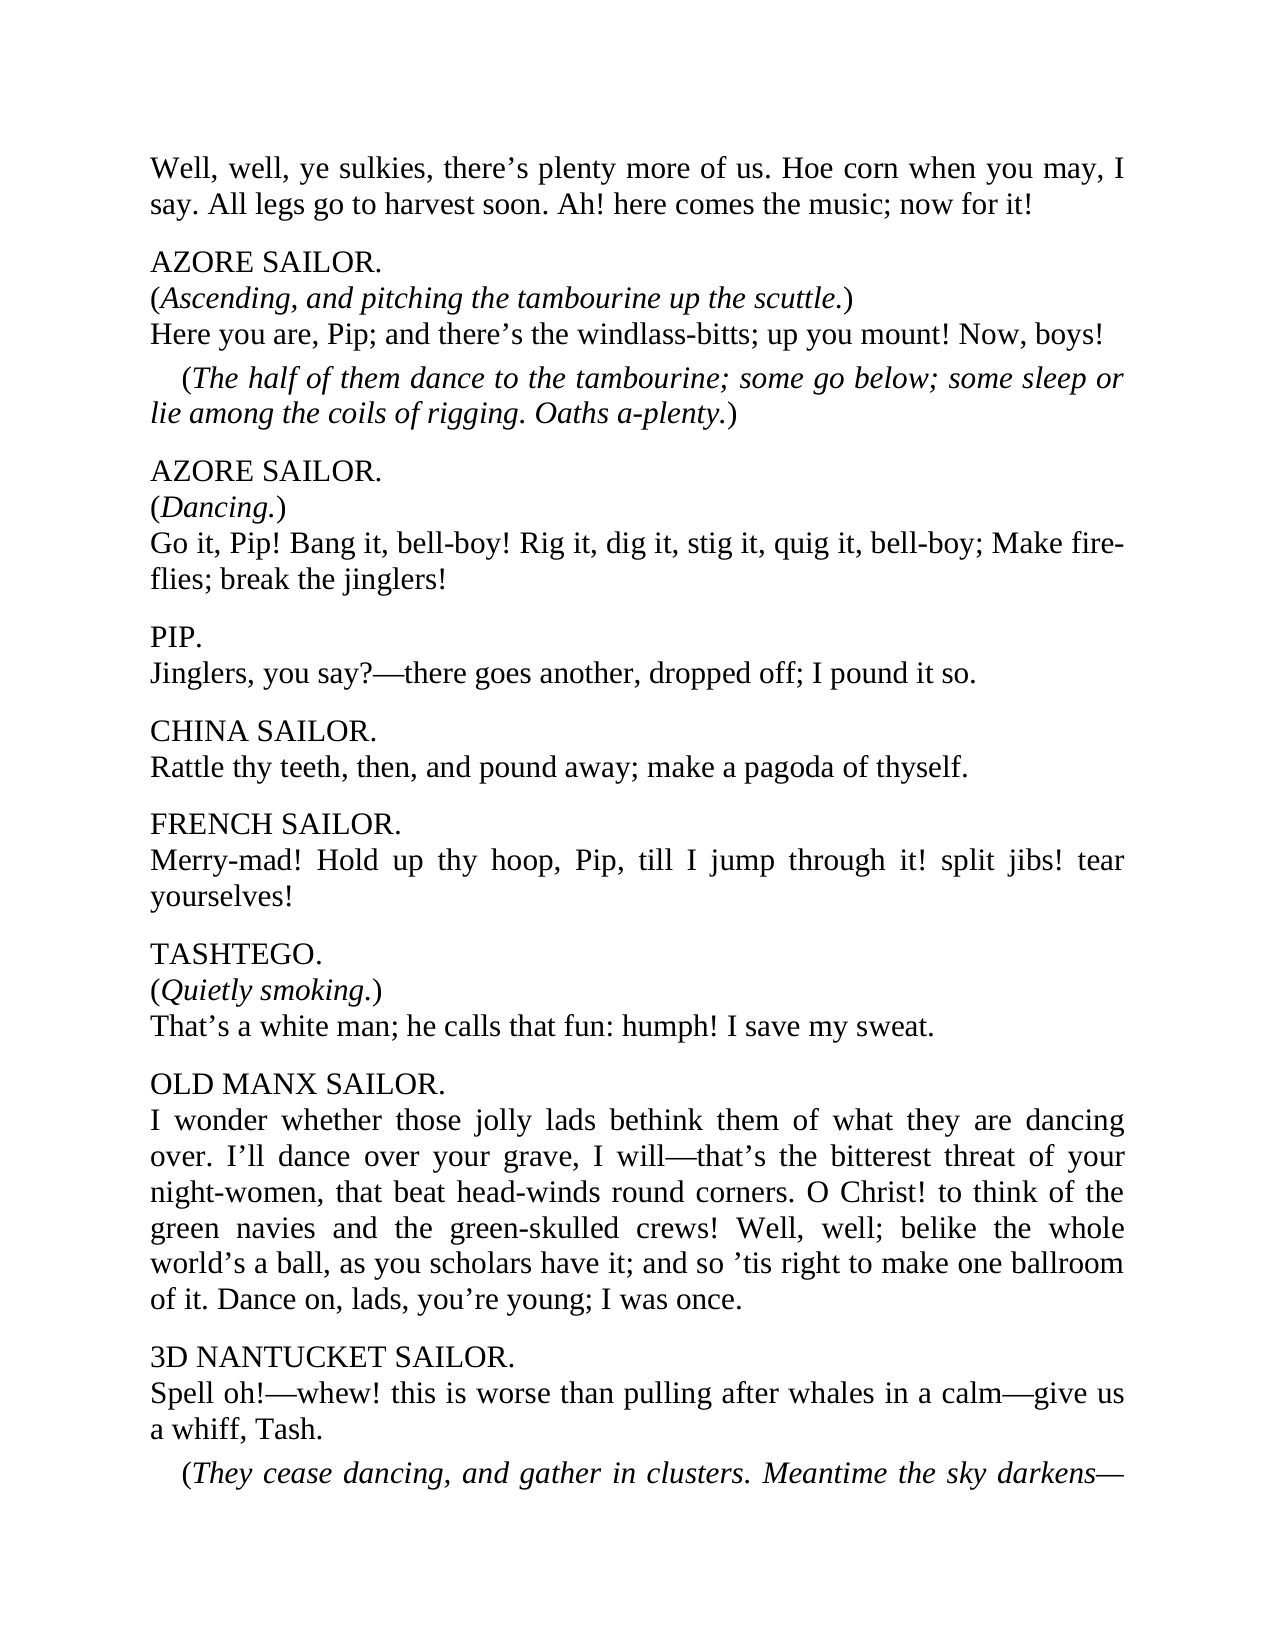 Well, well, ye sulkies, there’s plenty more of us. Hoe corn when you may, I
say. All legs go to harvest soon. Ah! here comes the music; now for it!
AZORE SAILOR.
(Ascending, and pitching the tambourine up the scuttle.)
Here you are, Pip; and there’s the windlass-bitts; up you mount! Now, boys!
(The half of them dance to the tambourine; some go below; some sleep or
lie among the coils of rigging. Oaths a-plenty.)
AZORE SAILOR.
(Dancing.)
Go it, Pip! Bang it, bell-boy! Rig it, dig it, stig it, quig it, bell-boy; Make fire-
flies; break the jinglers!
PIP.
Jinglers, you say?—there goes another, dropped off; I pound it so.
CHINA SAILOR.
Rattle thy teeth, then, and pound away; make a pagoda of thyself.
FRENCH SAILOR.
Merry-mad! Hold up thy hoop, Pip, till I jump through it! split jibs! tear
yourselves!
TASHTEGO.
(Quietly smoking.)
That’s a white man; he calls that fun: humph! I save my sweat.
OLD MANX SAILOR.
I wonder whether those jolly lads bethink them of what they are dancing
over. I’ll dance over your grave, I will—that’s the bitterest threat of your
night-women, that beat head-winds round corners. O Christ! to think of the
green navies and the green-skulled crews! Well, well; belike the whole
world’s a ball, as you scholars have it; and so ’tis right to make one ballroom
of it. Dance on, lads, you’re young; I was once.
3D NANTUCKET SAILOR.
Spell oh!—whew! this is worse than pulling after whales in a calm—give us
a whiff, Tash.
(They cease dancing, and gather in clusters. Meantime the sky darkens—